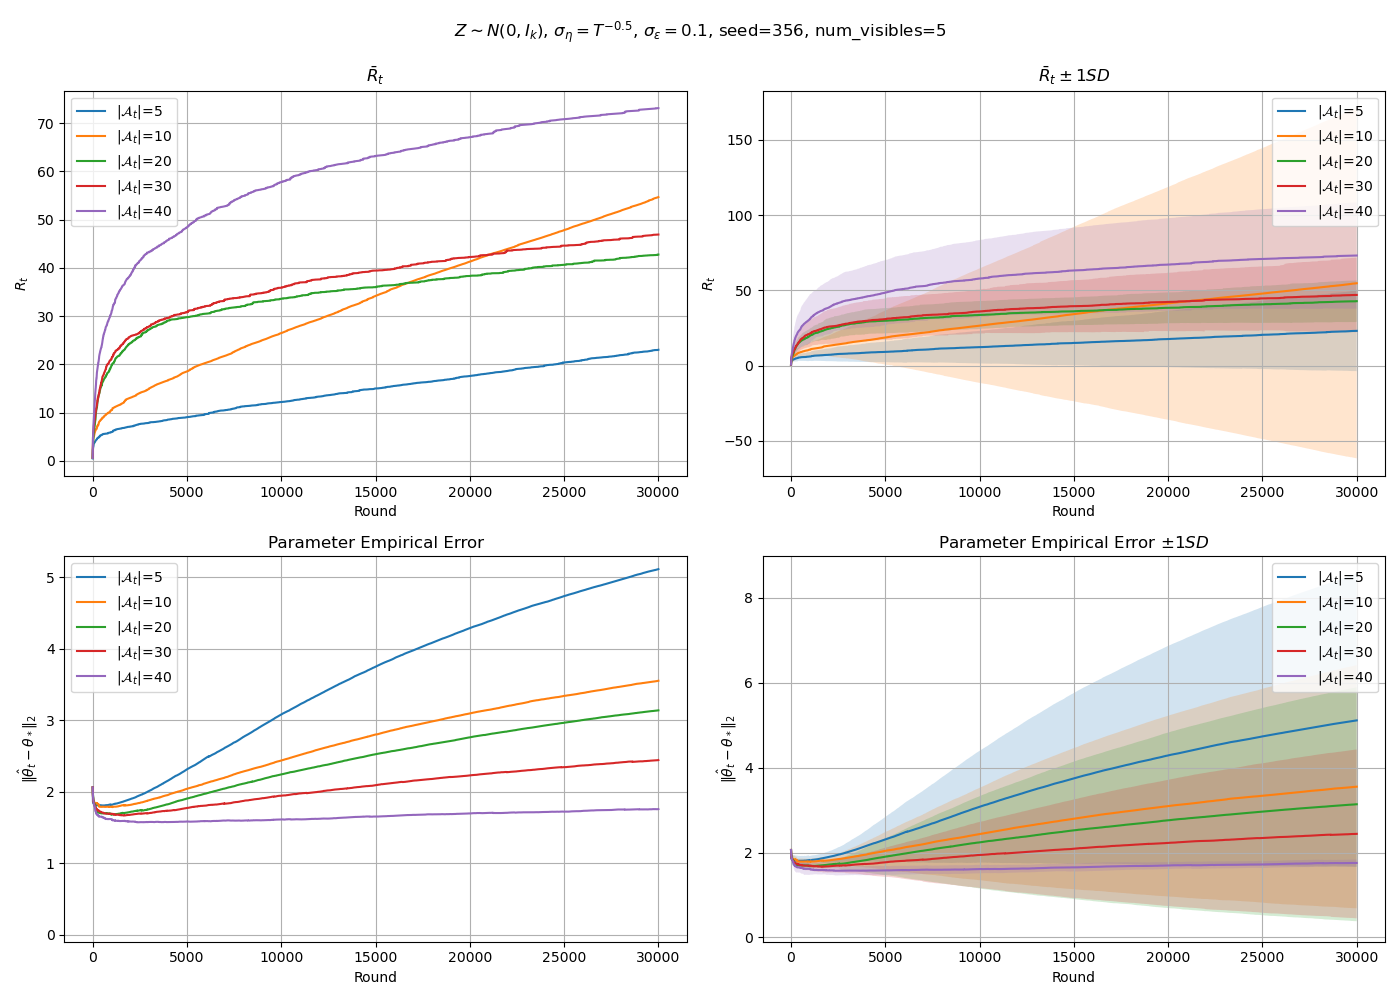 Z ~ N(0, I_k), σ_η = T^{-0.5}, σ_ε = 0.1, seed=356, num_visibles=5
R̄_t
R_t
70
60
50
40
30
20
10
0
|𝒜_t|=5
|𝒜_t|=10
|𝒜_t|=20
|𝒜_t|=30
|𝒜_t|=40
0 5000 10000 15000 20000 25000 30000
Round
R̄_t ± 1SD
R_t
150
100
50
0
−50
|𝒜_t|=5
|𝒜_t|=10
|𝒜_t|=20
|𝒜_t|=30
|𝒜_t|=40
0 5000 10000 15000 20000 25000 30000
Round
Parameter Empirical Error
‖θ̂_t − θ_*‖_2
5
4
3
2
1
0
|𝒜_t|=5
|𝒜_t|=10
|𝒜_t|=20
|𝒜_t|=30
|𝒜_t|=40
0 5000 10000 15000 20000 25000 30000
Round
Parameter Empirical Error ±1SD
‖θ̂_t − θ_*‖_2
8
6
4
2
0
|𝒜_t|=5
|𝒜_t|=10
|𝒜_t|=20
|𝒜_t|=30
|𝒜_t|=40
0 5000 10000 15000 20000 25000 30000
Round